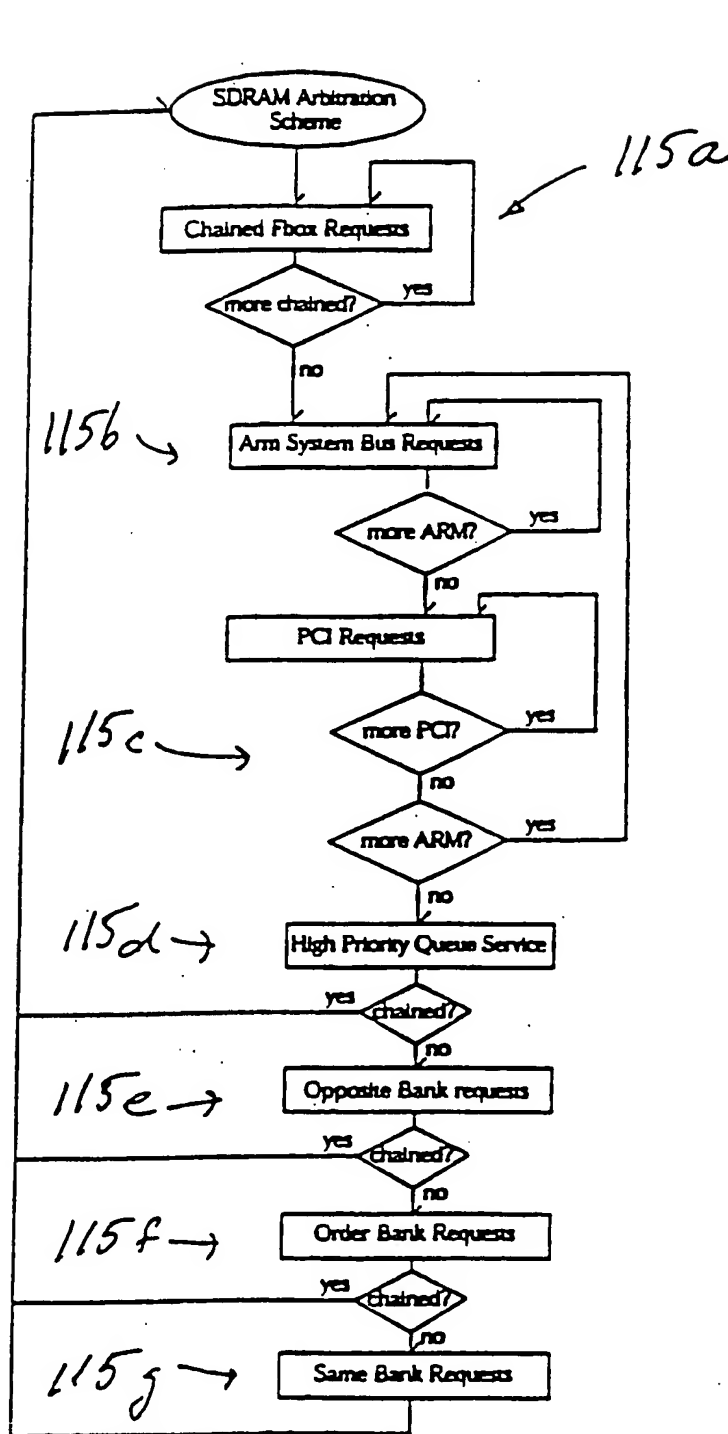 SDRAM Arbitration
Scheme
115a
Chained Fbox Requests
more chained?
yes
no
115b
Arm System Bus Requests
more ARM?
yes
no
PCI Requests
115c
more PCI?
yes
no
more ARM?
yes
no
115d
High Priority Queue Service
yes
chained?
no
115e
Opposite Bank requests
yes
chained?
no
115f
Order Bank Requests
yes
chained?
no
115g
Same Bank Requests